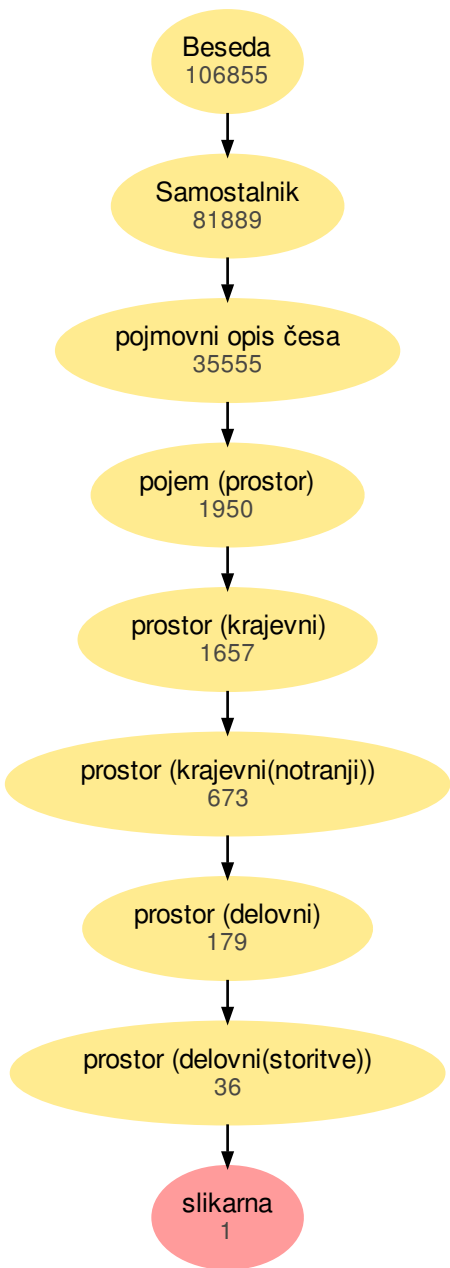 Beseda
106855
Samostalnik
81889
pojmovni opis česa
35555
pojem (prostor)
1950
prostor (krajevni)
1657
prostor (krajevni(notranji))
673
prostor (delovni)
179
prostor (delovni(storitve))
36
slikarna
1